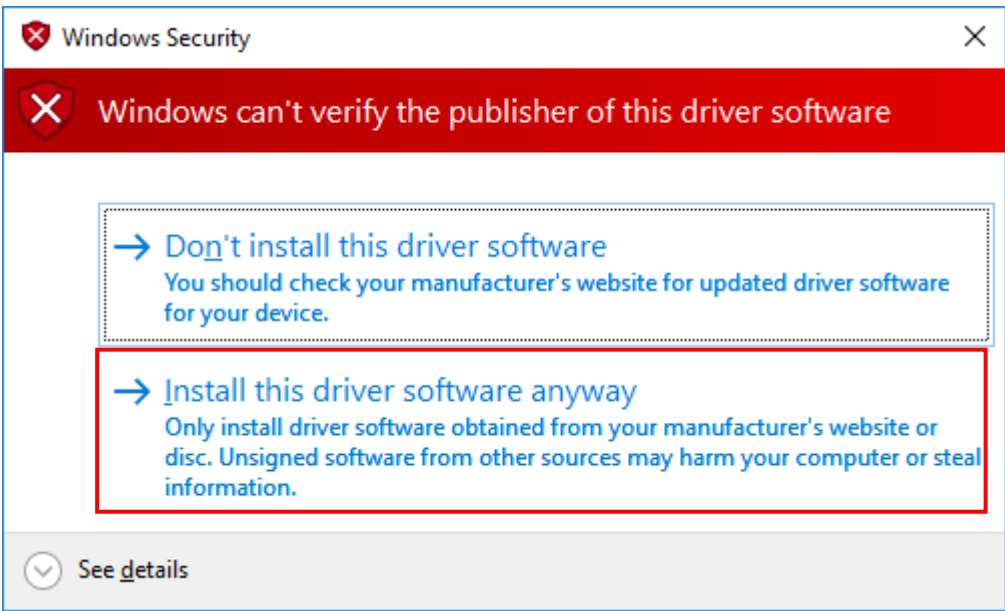 Windows Security
Windows can't verify the publisher of this driver software
Don't install this driver software
You should check your manufacturer's website for updated driver software
for your device.
Install this driver software anyway
Only install driver software obtained from your manufacturer's website or
disc. Unsigned software from other sources may harm your computer or steal
information.
See details